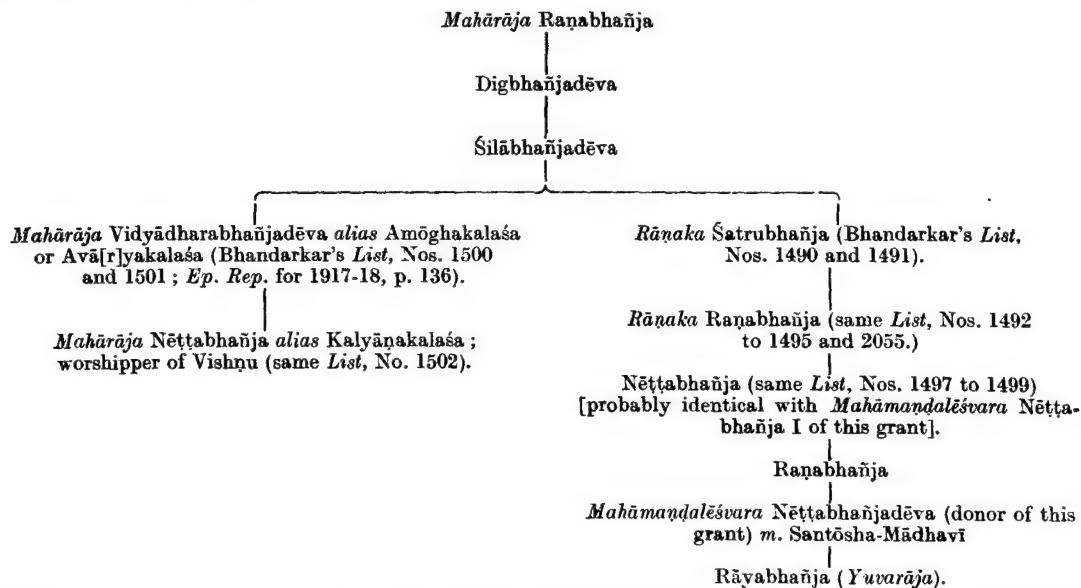 Mahārāja Raṇabhañja
Digbhañjadēva
Śilābhañjadēva
Mahārāja Vidyādharabhañjadēva alias Amōghakalaśa
or Avā[r]yakalaśa (Bhandarkar's List, Nos. 1500
and 1501 ; Ep. Rep. for 1917-18, p. 136).
Mahārāja Nēṭṭabhañja alias Kalyāṇakalaśa ;
worshipper of Vishṇu (same List, No. 1502).
Rāṇaka Śatrubhañja (Bhandarkar's List,
Nos. 1490 and 1491).
Rāṇaka Raṇabhañja (same List, Nos. 1492
to 1495 and 2055.)
Nēṭṭabhañja (same List, Nos. 1497 to 1499)
[probably identical with Mahāmaṇḍalēśvara Nēṭṭa-
bhañja I of this grant].
Raṇabhañja
Mahāmaṇḍalēśvara Nēṭṭabhañjadēva (donor of this
grant) m. Santōsha-Mādhavī
Rāyabhañja (Yuvarāja).